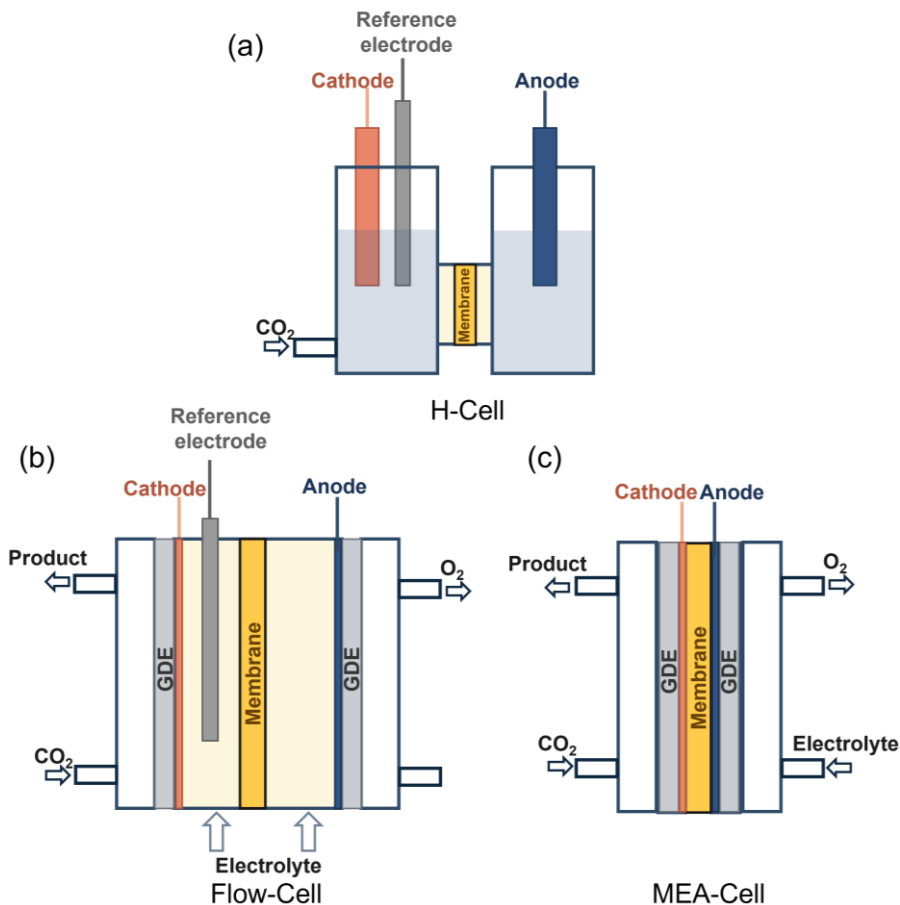 (a)
Reference
electrode
Cathode
Anode
Membrane
CO₂
H-Cell
(b)
Reference
electrode
Cathode
Anode
Product
O₂
GDE
Membrane
GDE
CO₂
Electrolyte
Flow-Cell
(c)
Cathode
Anode
Product
O₂
GDE
Membrane
GDE
CO₂
Electrolyte
MEA-Cell